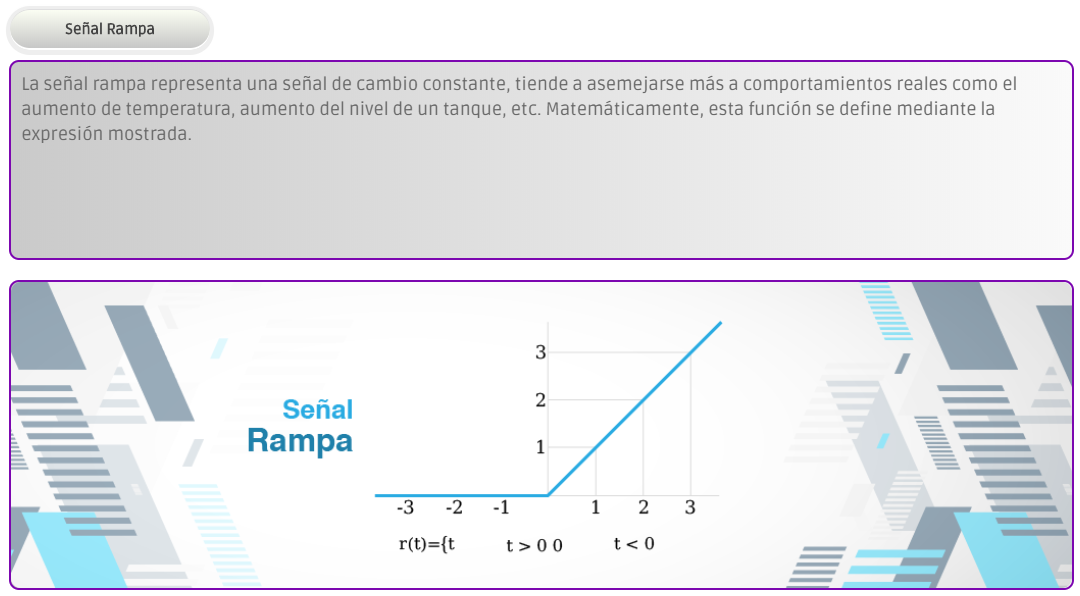 Señal Rampa
La señal rampa representa una señal de cambio constante, tiende a asemejarse más a comportamientos reales como el
aumento de temperatura, aumento del nivel de un tanque, etc. Matemáticamente, esta función se define mediante la
expresión mostrada.
Señal
Rampa
3
2
1
-3 -2 -1 1 2 3
r(t)={t t > 0 0 t < 0